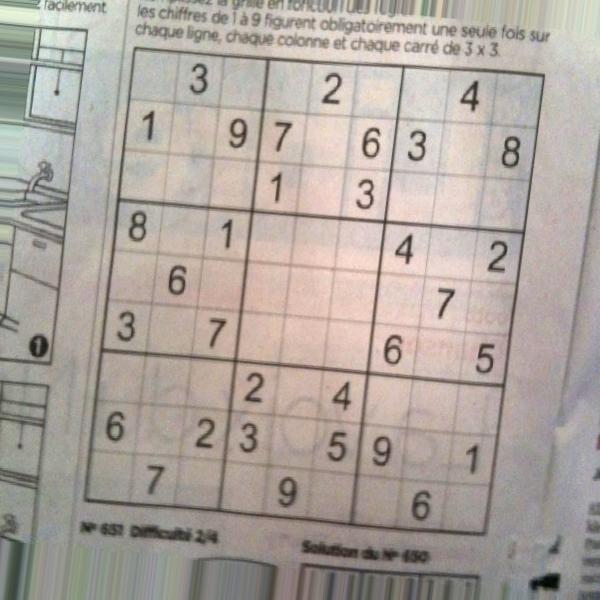 facilement
la grille en fonction
les chiffres de 1 à 9 figurent obligatoirement une seule fois sur
chaque ligne, chaque colonne et chaque carré de 3 x 3.
3 2 4
1 9 7 6 3 8
1 3
8 1 4 2
6 7
3 7 6 5
2 4
6 2 3 5 9 1
7 9 6
1
N° 651 Difficulté 2/4
Solution du N° 650